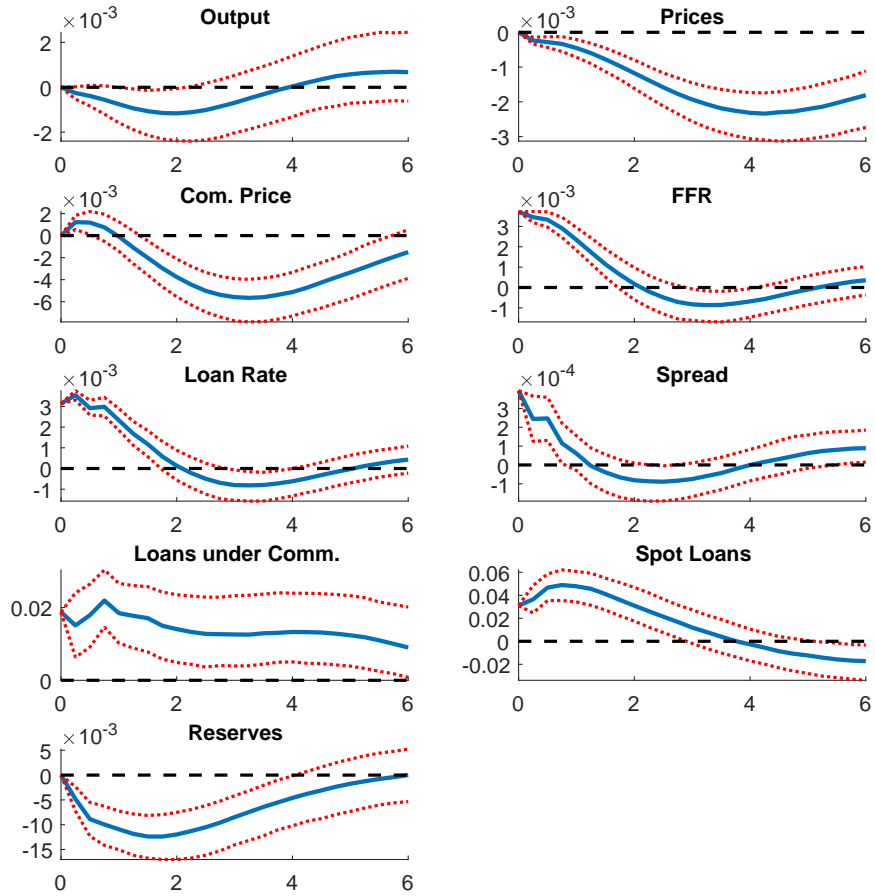 ×10⁻³
Output
2
0
-2
0 2 4 6
×10⁻³
Prices
0
-1
-2
-3
0 2 4 6
×10⁻³
Com. Price
2
0
-2
-4
-6
0 2 4 6
×10⁻³
FFR
3
2
1
0
-1
0 2 4 6
×10⁻³
Loan Rate
3
2
1
0
-1
0 2 4 6
×10⁻⁴
Spread
3
2
1
0
-1
0 2 4 6
Loans under Comm.
0.02
0
0 2 4 6
Spot Loans
0.06
0.04
0.02
0
-0.02
0 2 4 6
×10⁻³
Reserves
5
0
-5
-10
-15
0 2 4 6